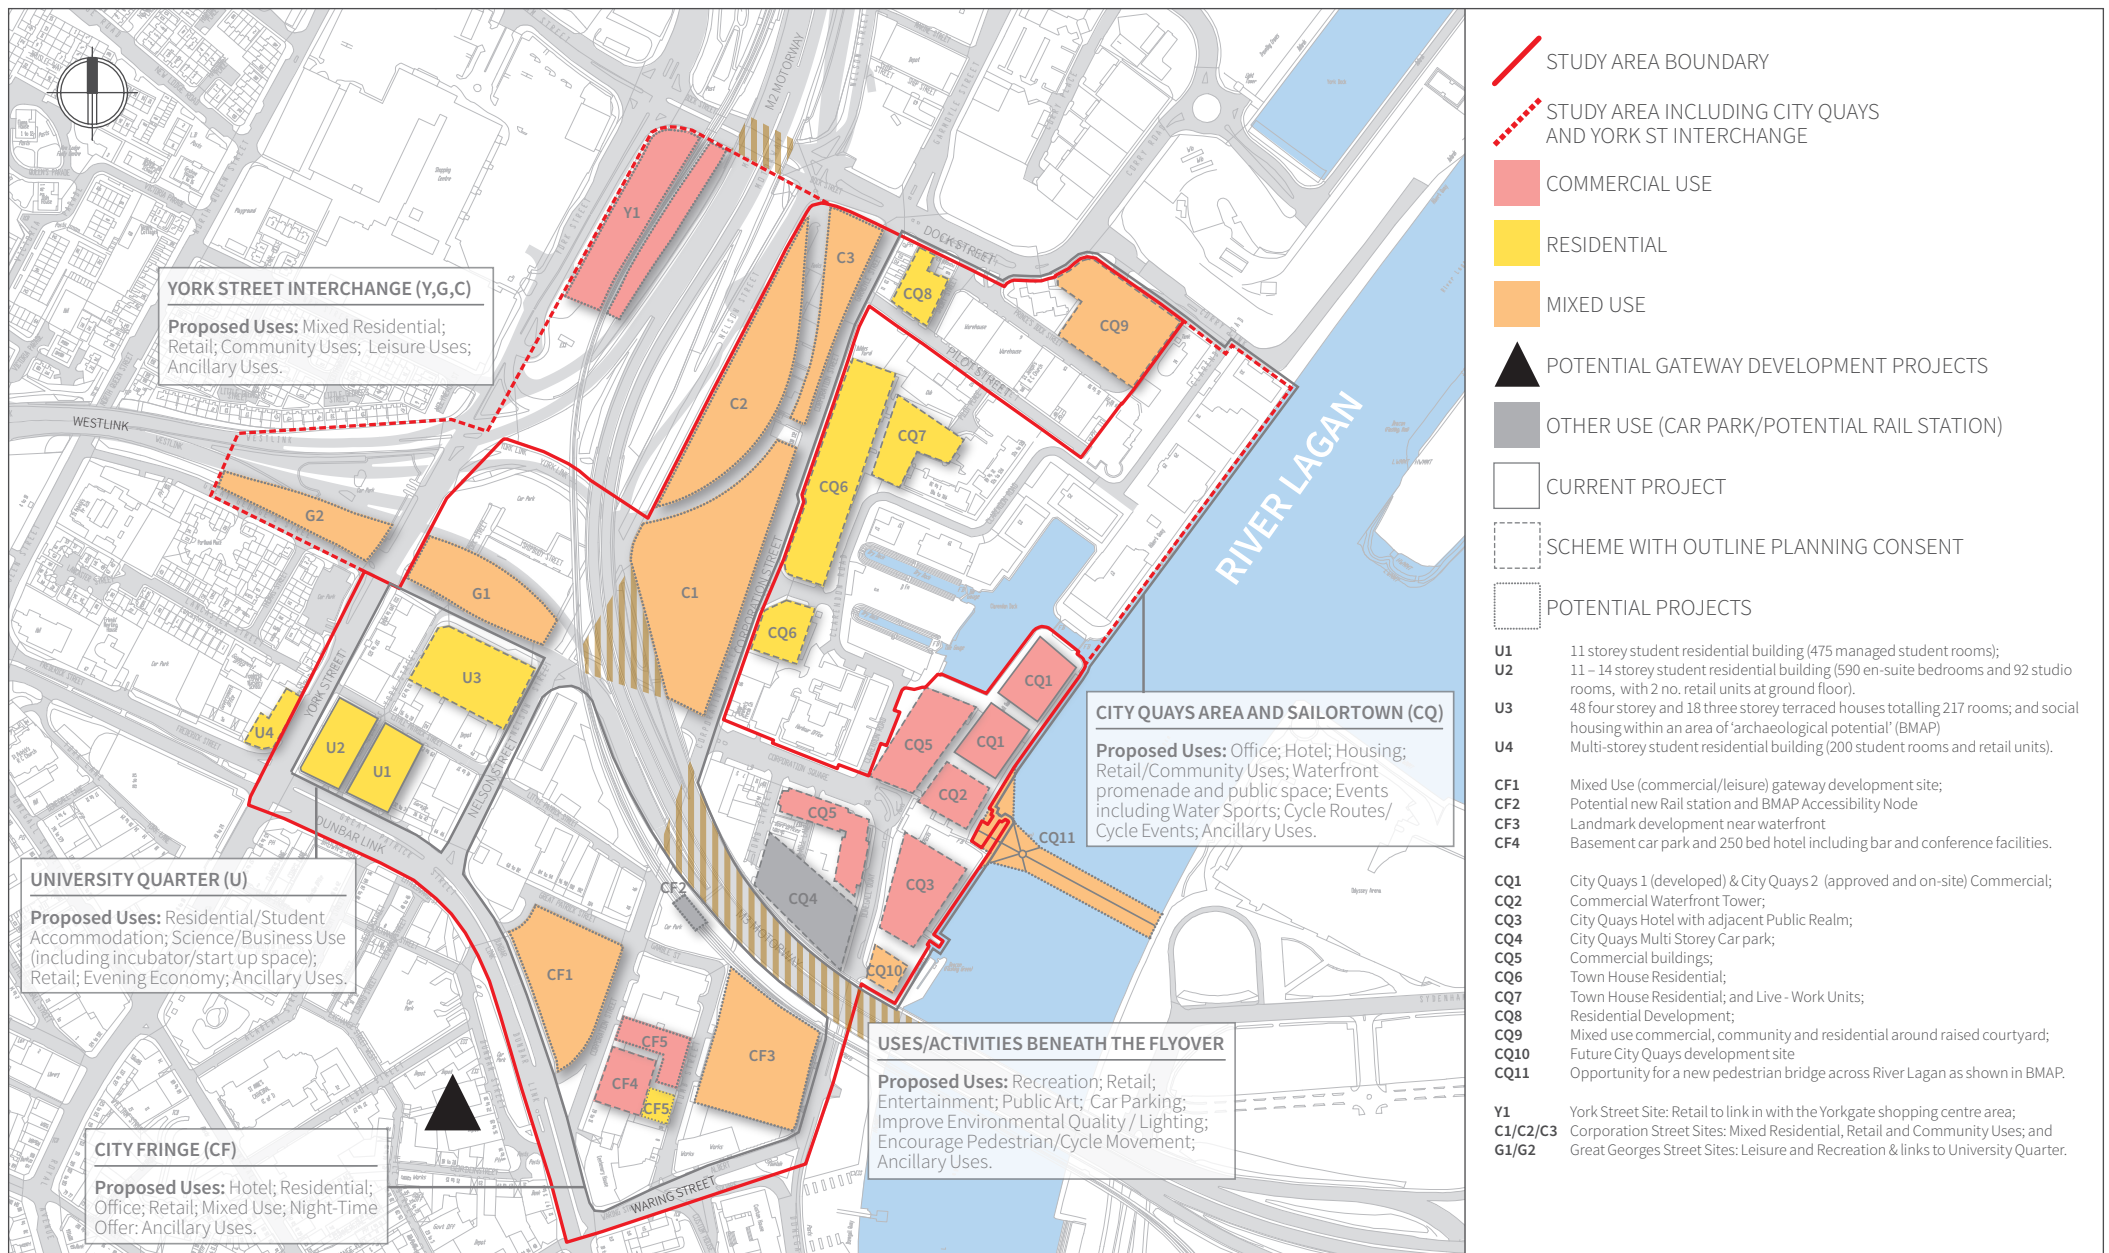 M2 MOTORWAY
DOCK STREET
YORK STREET INTERCHANGE (Y,G,C)
Proposed Uses: Mixed Residential;
Retail; Community Uses; Leisure Uses;
Ancillary Uses.
Y1
C3
CQ8
CQ9
PILOT STREET
C2
CQ7
CQ6
WESTLINK
WESTLINK
WESTLINK
YORK LINK
G2
G1
C1
CORPORATION STREET
CQ6
RIVER LAGAN
YORK STREET
U3
U4
U2
U1
NELSON STREET
DUNBAR LINK
CORPORATION SQUARE
CQ1
CQ1
CQ5
CQ2
CQ5
CQ11
CQ3
CQ4
CQ10
CITY QUAYS AREA AND SAILORTOWN (CQ)
Proposed Uses: Office; Hotel; Housing;
Retail/Community Uses; Waterfront
promenade and public space; Events
including Water Sports; Cycle Routes/
Cycle Events; Ancillary Uses.
UNIVERSITY QUARTER (U)
Proposed Uses: Residential/Student
Accommodation; Science/Business Use
(including incubator/start up space);
Retail; Evening Economy; Ancillary Uses.
CF2
M3 MOTORWAY
CF1
CF3
CF5
CF4
CF5
USES/ACTIVITIES BENEATH THE FLYOVER
Proposed Uses: Recreation; Retail;
Entertainment; Public Art; Car Parking;
Improve Environmental Quality / Lighting;
Encourage Pedestrian/Cycle Movement;
Ancillary Uses.
CITY FRINGE (CF)
Proposed Uses: Hotel; Residential;
Office; Retail; Mixed Use; Night-Time
Offer: Ancillary Uses.
WARING STREET
STUDY AREA BOUNDARY
STUDY AREA INCLUDING CITY QUAYS
AND YORK ST INTERCHANGE
COMMERCIAL USE
RESIDENTIAL
MIXED USE
POTENTIAL GATEWAY DEVELOPMENT PROJECTS
OTHER USE (CAR PARK/POTENTIAL RAIL STATION)
CURRENT PROJECT
SCHEME WITH OUTLINE PLANNING CONSENT
POTENTIAL PROJECTS
U1 11 storey student residential building (475 managed student rooms);
U2 11 – 14 storey student residential building (590 en-suite bedrooms and 92 studio
rooms, with 2 no. retail units at ground floor).
U3 48 four storey and 18 three storey terraced houses totalling 217 rooms; and social
housing within an area of 'archaeological potential' (BMAP)
U4 Multi-storey student residential building (200 student rooms and retail units).
CF1 Mixed Use (commercial/leisure) gateway development site;
CF2 Potential new Rail station and BMAP Accessibility Node
CF3 Landmark development near waterfront
CF4 Basement car park and 250 bed hotel including bar and conference facilities.
CQ1 City Quays 1 (developed) & City Quays 2 (approved and on-site) Commercial;
CQ2 Commercial Waterfront Tower;
CQ3 City Quays Hotel with adjacent Public Realm;
CQ4 City Quays Multi Storey Car park;
CQ5 Commercial buildings;
CQ6 Town House Residential;
CQ7 Town House Residential; and Live - Work Units;
CQ8 Residential Development;
CQ9 Mixed use commercial, community and residential around raised courtyard;
CQ10 Future City Quays development site
CQ11 Opportunity for a new pedestrian bridge across River Lagan as shown in BMAP.
Y1 York Street Site: Retail to link in with the Yorkgate shopping centre area;
C1/C2/C3 Corporation Street Sites: Mixed Residential, Retail and Community Uses; and
G1/G2 Great Georges Street Sites: Leisure and Recreation & links to University Quarter.